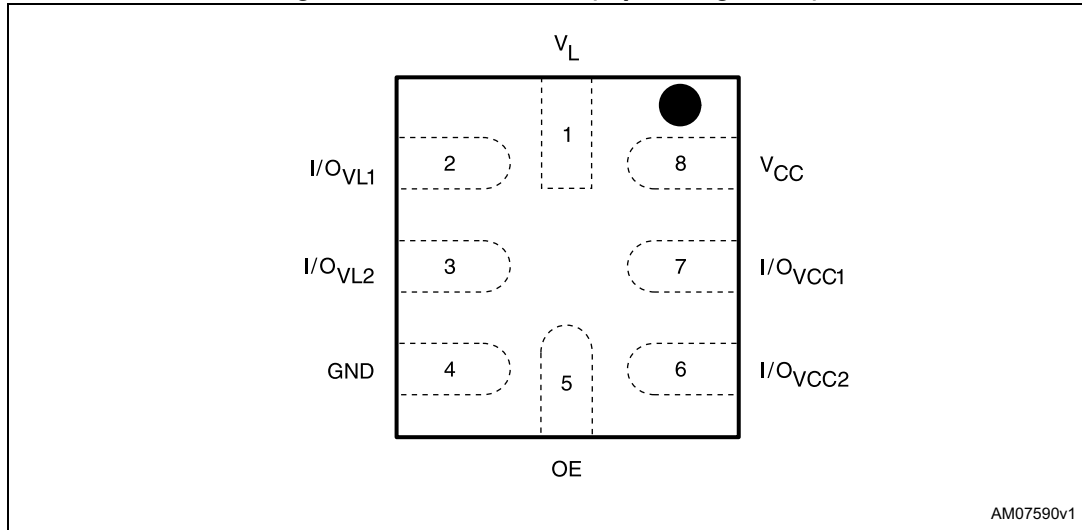 V_L
1
I/O_VL1 2 8 V_CC
I/O_VL2 3 7 I/O_VCC1
GND 4 6 I/O_VCC2
5
OE
AM07590v1